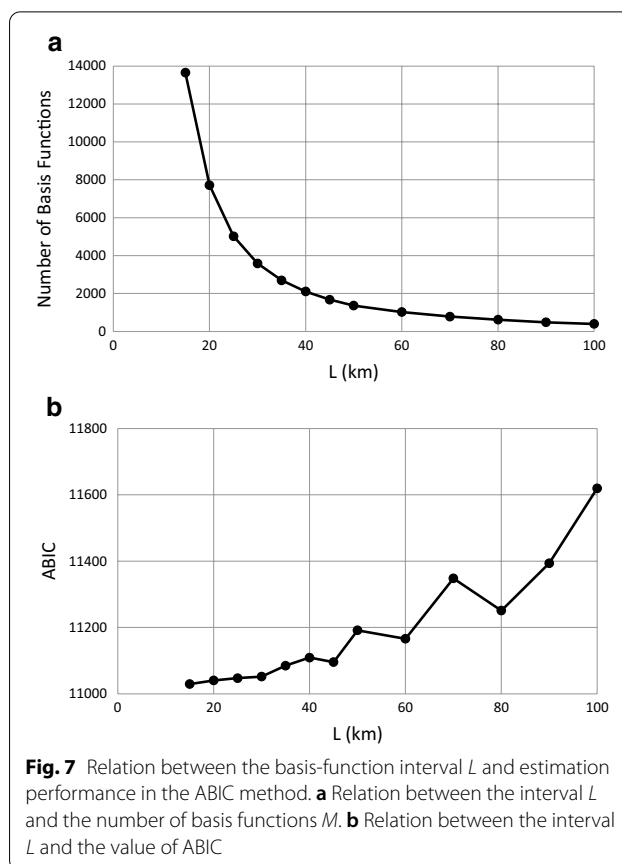 a
14000
12000
10000
8000
6000
4000
2000
0
Number of Basis Functions
0 20 40 60 80 100
L (km)
b
11800
11600
11400
11200
11000
ABIC
0 20 40 60 80 100
L (km)
Fig. 7 Relation between the basis-function interval L and estimation
performance in the ABIC method. a Relation between the interval L
and the number of basis functions M. b Relation between the interval
L and the value of ABIC